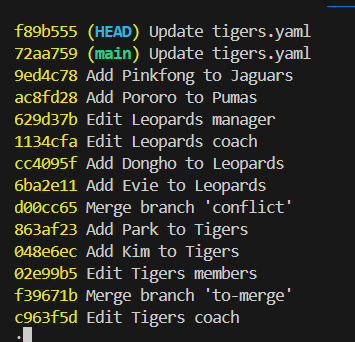 f89b555 (HEAD) Update tigers.yaml
72aa759 (main) Update tigers.yaml
9ed4c78 Add Pinkfong to Jaguars
ac8fd28 Add Pororo to Pumas
629d37b Edit Leopards manager
1134cfa Edit Leopards coach
cc4095f Add Dongho to Leopards
6ba2e11 Add Evie to Leopards
d00cc65 Merge branch 'conflict'
863af23 Add Park to Tigers
048e6ec Add Kim to Tigers
02e99b5 Edit Tigers members
f39671b Merge branch 'to-merge'
c963f5d Edit Tigers coach
.